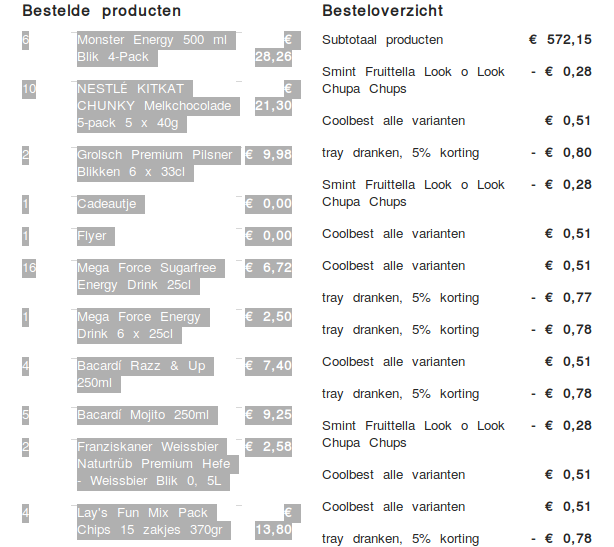 Bestelde producten
6 Monster Energy 500 ml €
Blik 4-Pack 28,26
10 NESTLÉ KITKAT €
CHUNKY Melkchocolade 21,30
5-pack 5 x 40g
2 Grolsch Premium Pilsner € 9,98
Blikken 6 x 33cl
1 Cadeautje € 0,00
1 Flyer € 0,00
16 Mega Force Sugarfree € 6,72
Energy Drink 25cl
1 Mega Force Energy € 2,50
Drink 6 x 25cl
4 Bacardí Razz & Up € 7,40
250ml
5 Bacardí Mojito 250ml € 9,25
2 Franziskaner Weissbier € 2,58
Naturtrüb Premium Hefe
- Weissbier Blik 0, 5L
4 Lay's Fun Mix Pack €
Chips 15 zakjes 370gr 13,80
Besteloverzicht
Subtotaal producten € 572,15
Smint Fruittella Look o Look - € 0,28
Chupa Chups
Coolbest alle varianten € 0,51
tray dranken, 5% korting - € 0,80
Smint Fruittella Look o Look - € 0,28
Chupa Chups
Coolbest alle varianten € 0,51
Coolbest alle varianten € 0,51
tray dranken, 5% korting - € 0,77
tray dranken, 5% korting - € 0,78
Coolbest alle varianten € 0,51
tray dranken, 5% korting - € 0,78
Smint Fruittella Look o Look - € 0,28
Chupa Chups
Coolbest alle varianten € 0,51
Coolbest alle varianten € 0,51
tray dranken, 5% korting - € 0,78